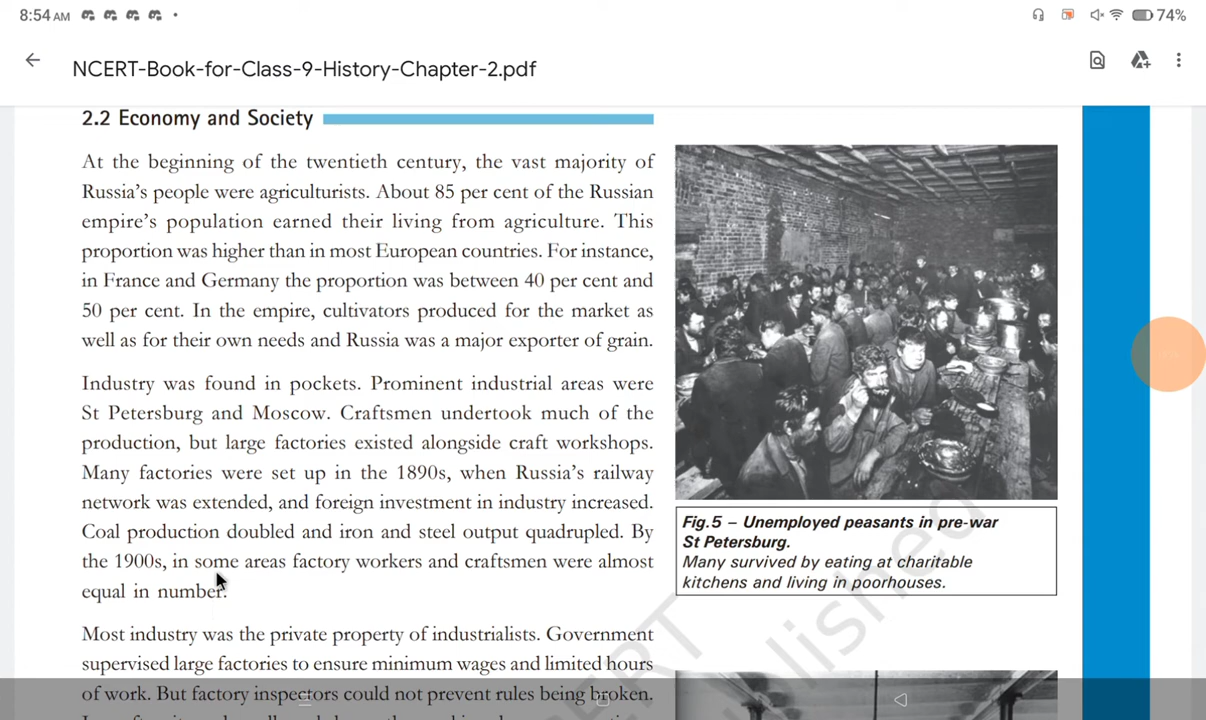 8:54 AM
74%
NCERT-Book-for-Class-9-History-Chapter-2.pdf
2.2 Economy and Society
At the beginning of the twentieth century, the vast majority of
Russia's people were agriculturists. About 85 per cent of the Russian
empire's population earned their living from agriculture. This
proportion was higher than in most European countries. For instance,
in France and Germany the proportion was between 40 per cent and
50 per cent. In the empire, cultivators produced for the market as
well as for their own needs and Russia was a major exporter of grain.
Industry was found in pockets. Prominent industrial areas were
St Petersburg and Moscow. Craftsmen undertook much of the
production, but large factories existed alongside craft workshops.
Many factories were set up in the 1890s, when Russia's railway
network was extended, and foreign investment in industry increased.
Coal production doubled and iron and steel output quadrupled. By
the 1900s, in some areas factory workers and craftsmen were almost
equal in number.
Most industry was the private property of industrialists. Government
supervised large factories to ensure minimum wages and limited hours
of work. But factory inspectors could not prevent rules being broken.
Fig.5 – Unemployed peasants in pre-war
St Petersburg.
Many survived by eating at charitable
kitchens and living in poorhouses.